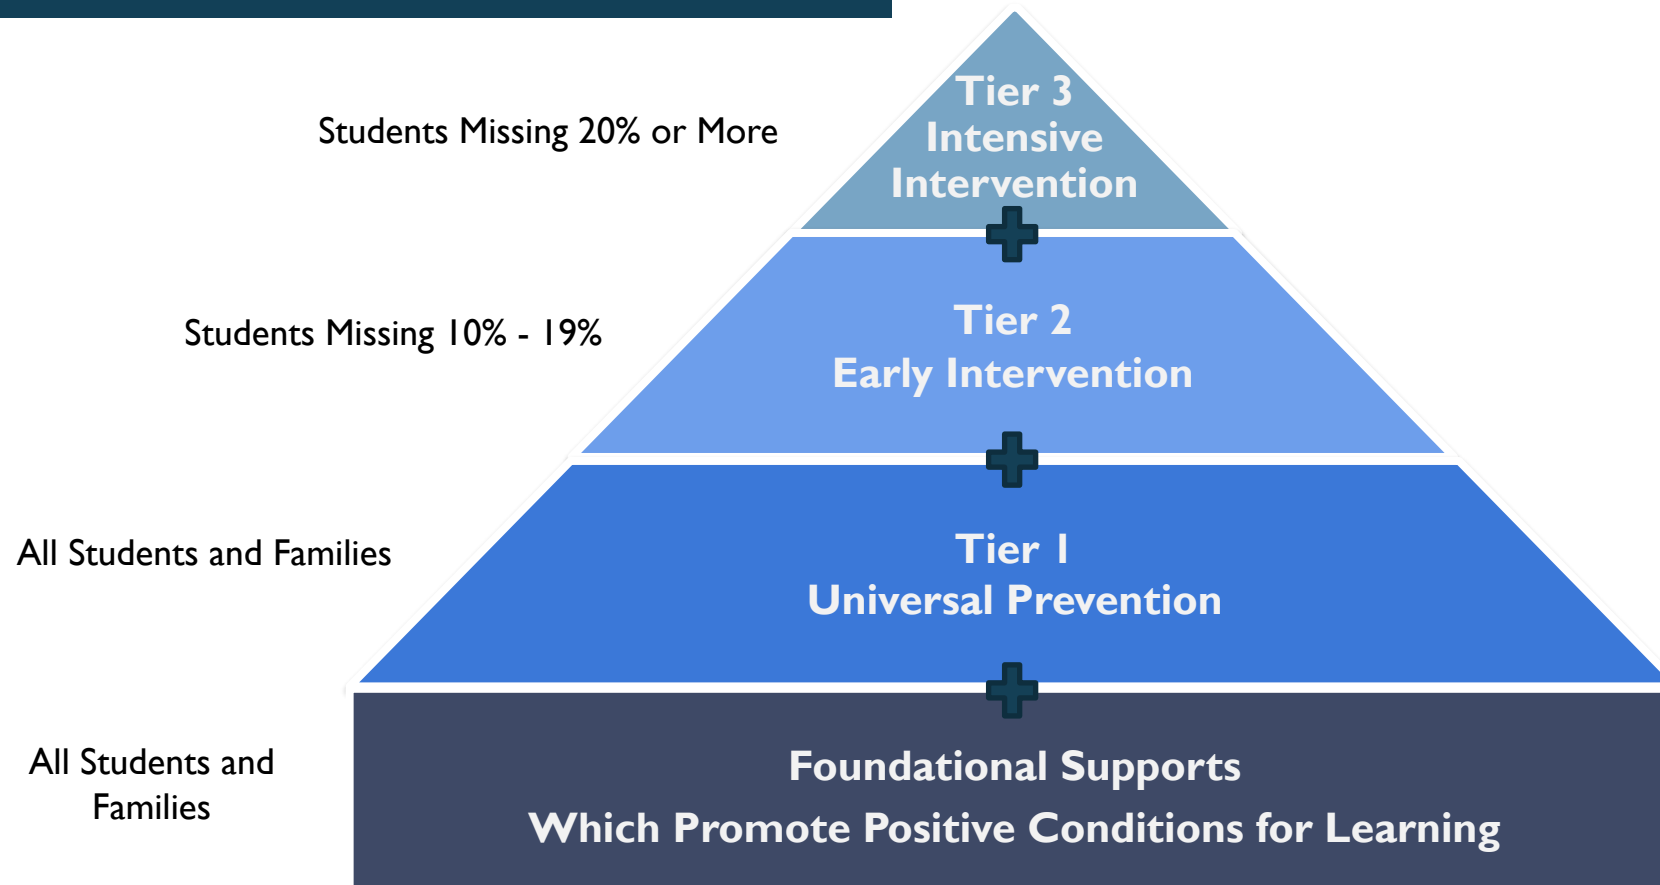 Students Missing 20% or More
Tier 3
Intensive
Intervention
Students Missing 10% - 19%
Tier 2
Early Intervention
All Students and Families
Tier 1
Universal Prevention
All Students and
Families
Foundational Supports
Which Promote Positive Conditions for Learning